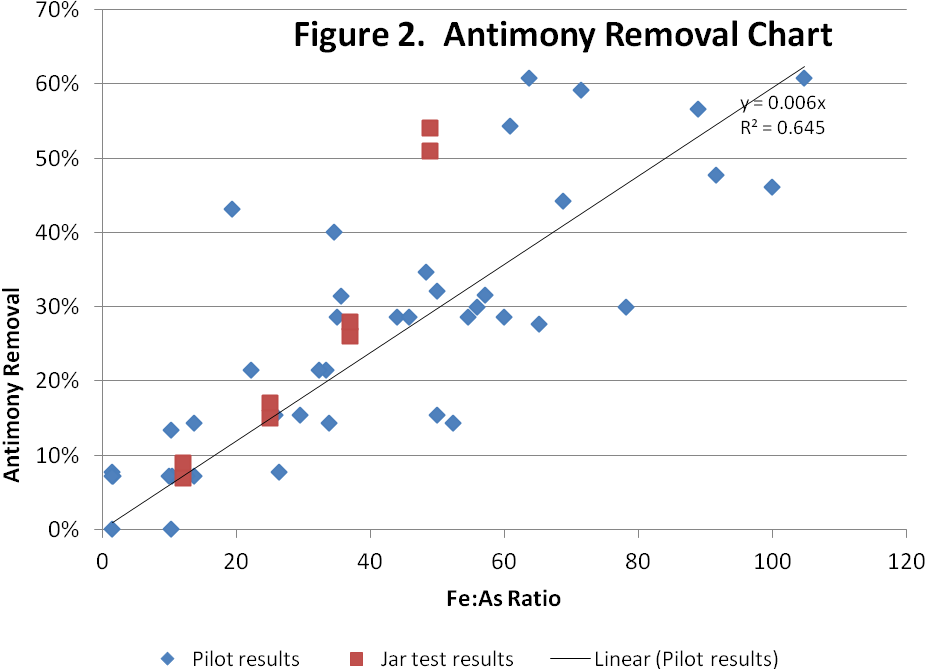 Figure 2.  Antimony Removal Chart
70%
60%
50%
40%
30%
20%
10%
0%
y = 0.006x
R² = 0.645
Antimony Removal
0 20 40 60 80 100 120
Fe:As Ratio
Pilot results Jar test results Linear (Pilot results)